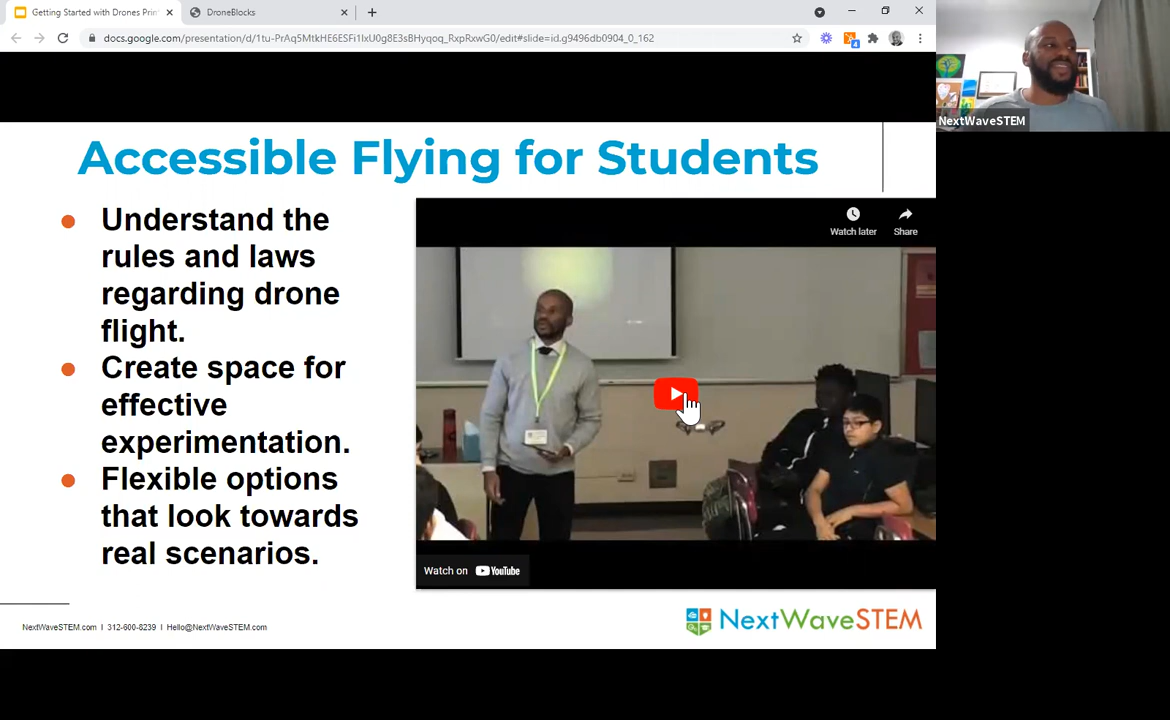 Getting Started with Drones Prin
DroneBlocks
docs.google.com/presentation/d/1tu-PrAq5MtkHE6ESFi1lxU0g8E3sBHyqoq_RxpRxwG0/edit#slide=id.g9496db0904_0_162
4
NextWaveSTEM
Accessible Flying for Students
Understand the
rules and laws
regarding drone
flight.
Create space for
effective
experimentation.
Flexible options
that look towards
real scenarios.
Watch later
Share
Watch on YouTube
NextWaveSTEM.com I 312-600-8239 I Hello@NextWaveSTEM.com
NextWaveSTEM